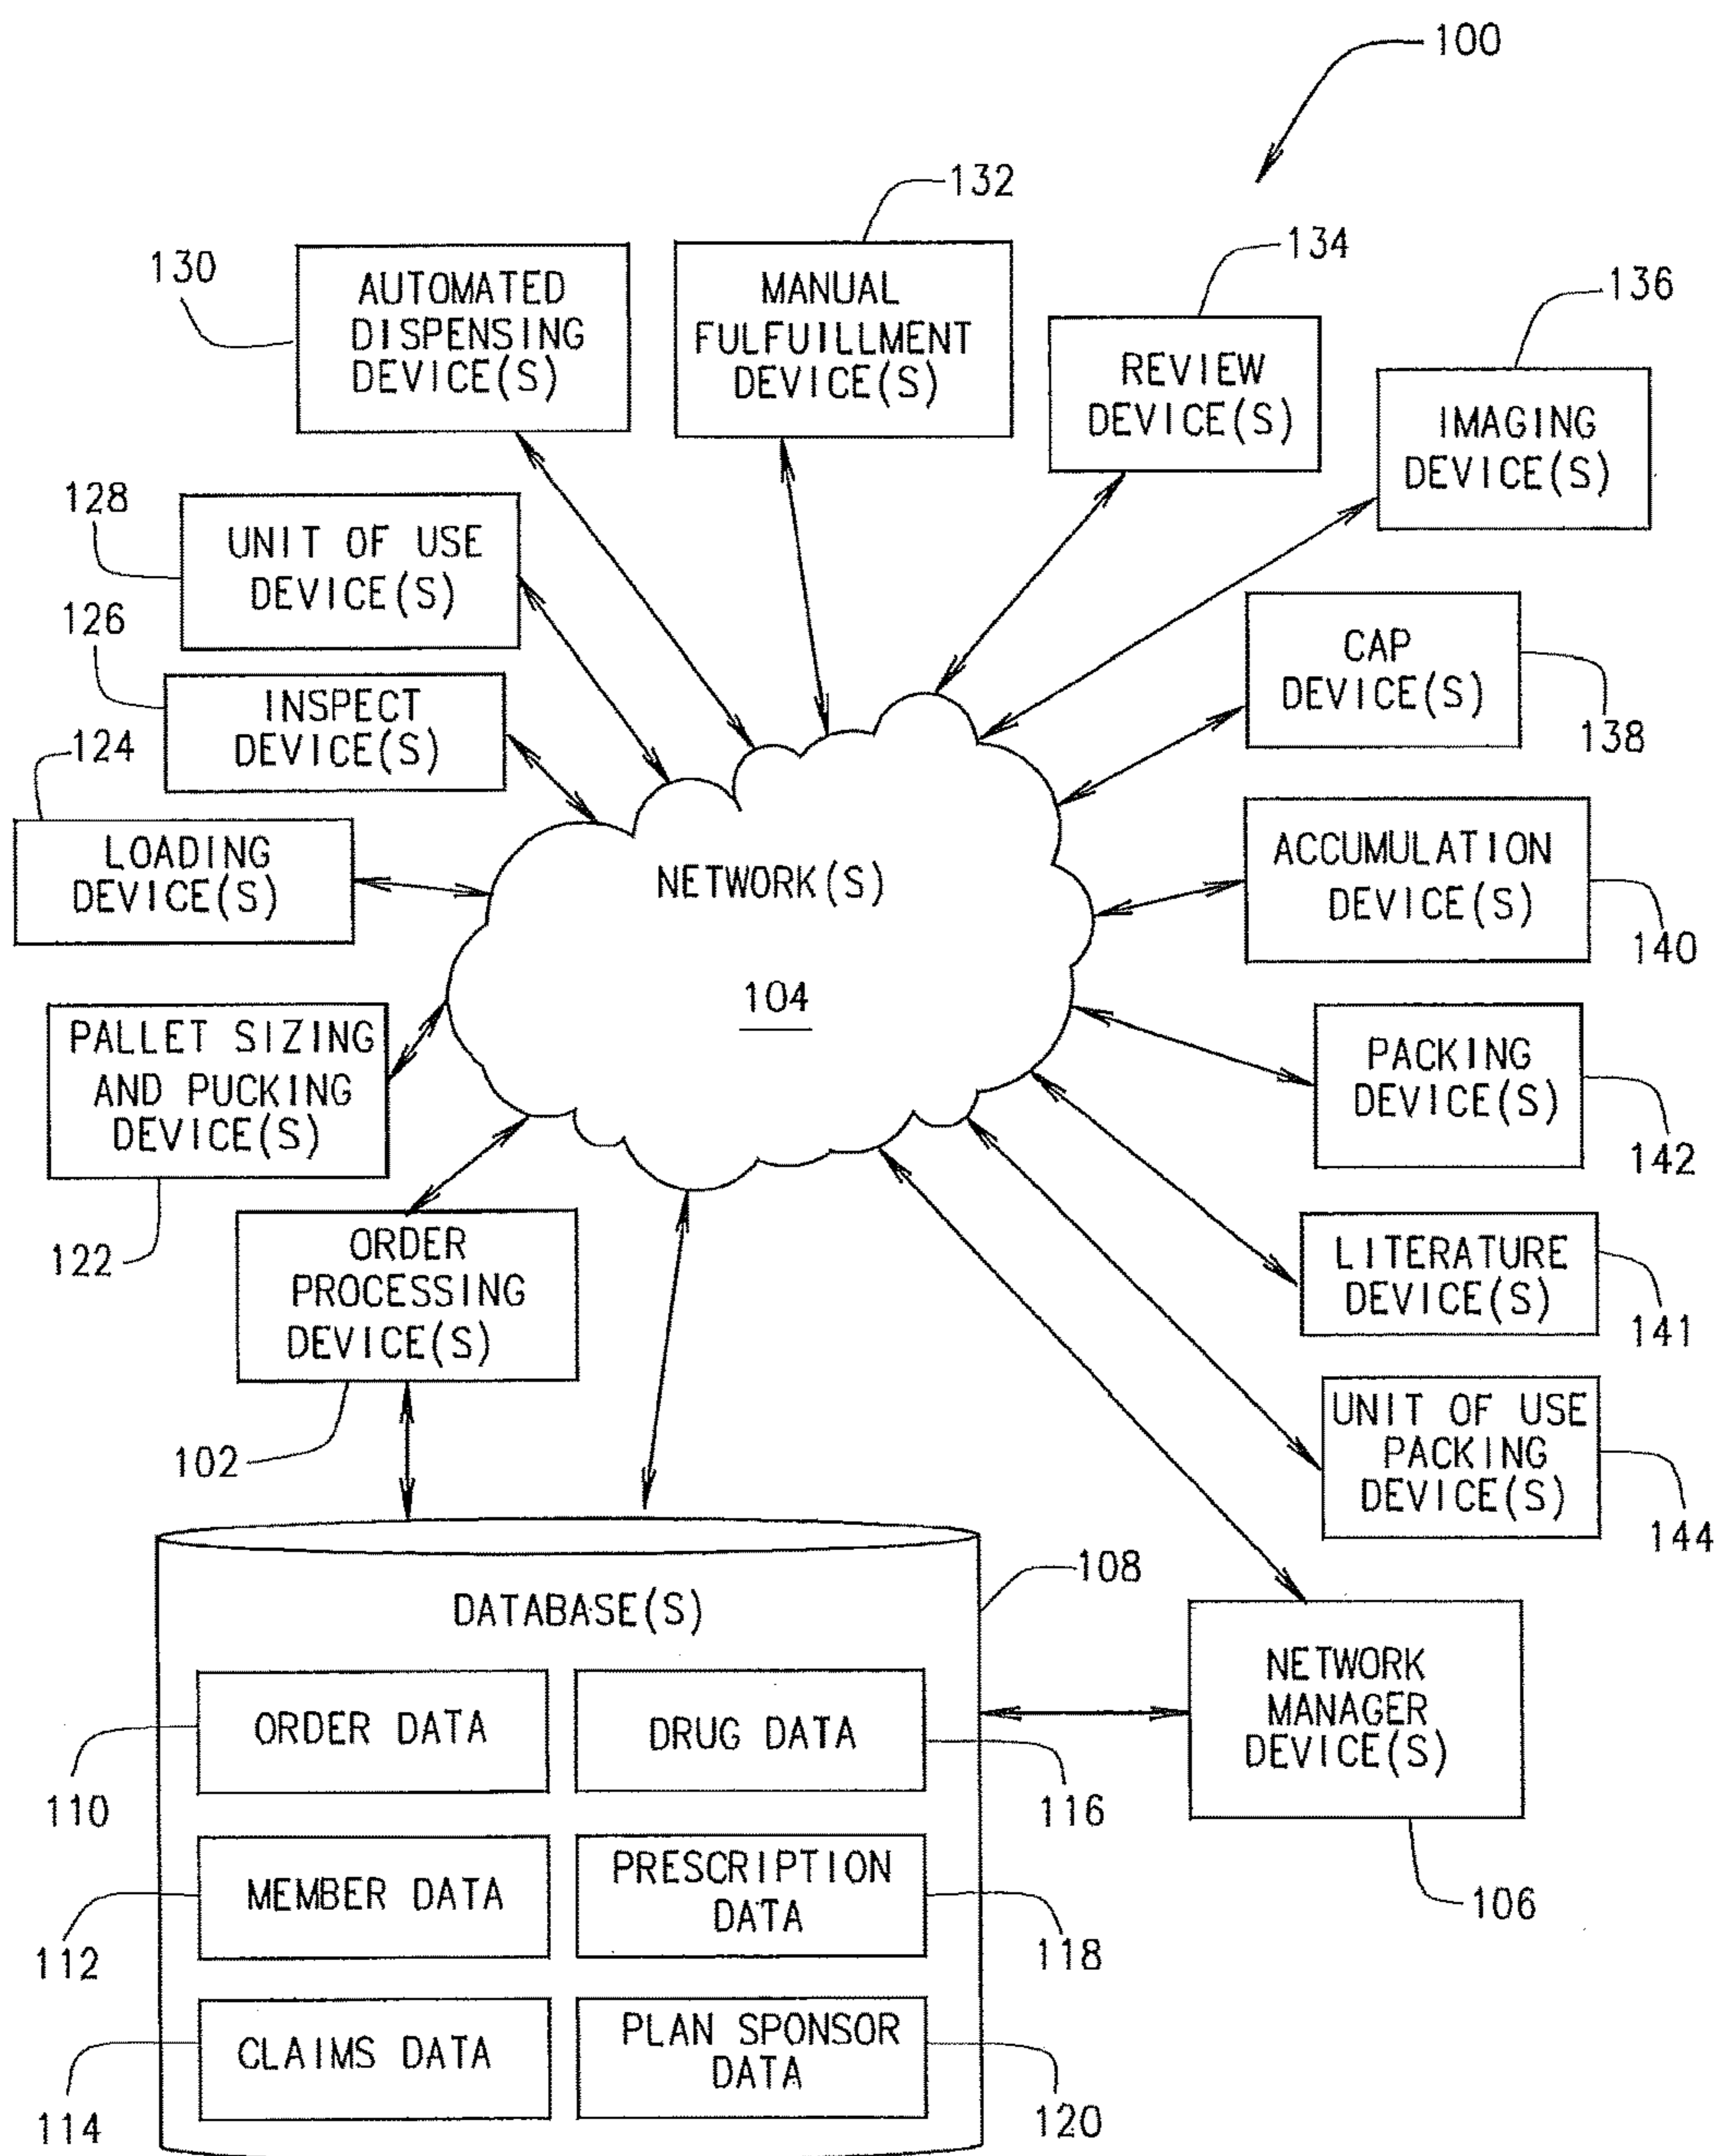 100
132
134
136
130
AUTOMATED
DISPENSING
DEVICE(S)
MANUAL
FULFUILLMENT
DEVICE(S)
REVIEW
DEVICE(S)
IMAGING
DEVICE(S)
128
UNIT OF USE
DEVICE(S)
126
INSPECT
DEVICE(S)
CAP
DEVICE(S)
138
124
LOADING
DEVICE(S)
NETWORK(S)
104
ACCUMULATION
DEVICE(S)
140
PALLET SIZING
AND PUCKING
DEVICE(S)
122
PACKING
DEVICE(S)
142
ORDER
PROCESSING
DEVICE(S)
102
LITERATURE
DEVICE(S)
141
UNIT OF USE
PACKING
DEVICE(S)
144
DATABASE(S)
108
ORDER DATA
110
DRUG DATA
116
NETWORK
MANAGER
DEVICE(S)
106
MEMBER DATA
112
PRESCRIPTION
DATA
118
CLAIMS DATA
114
PLAN SPONSOR
DATA
120